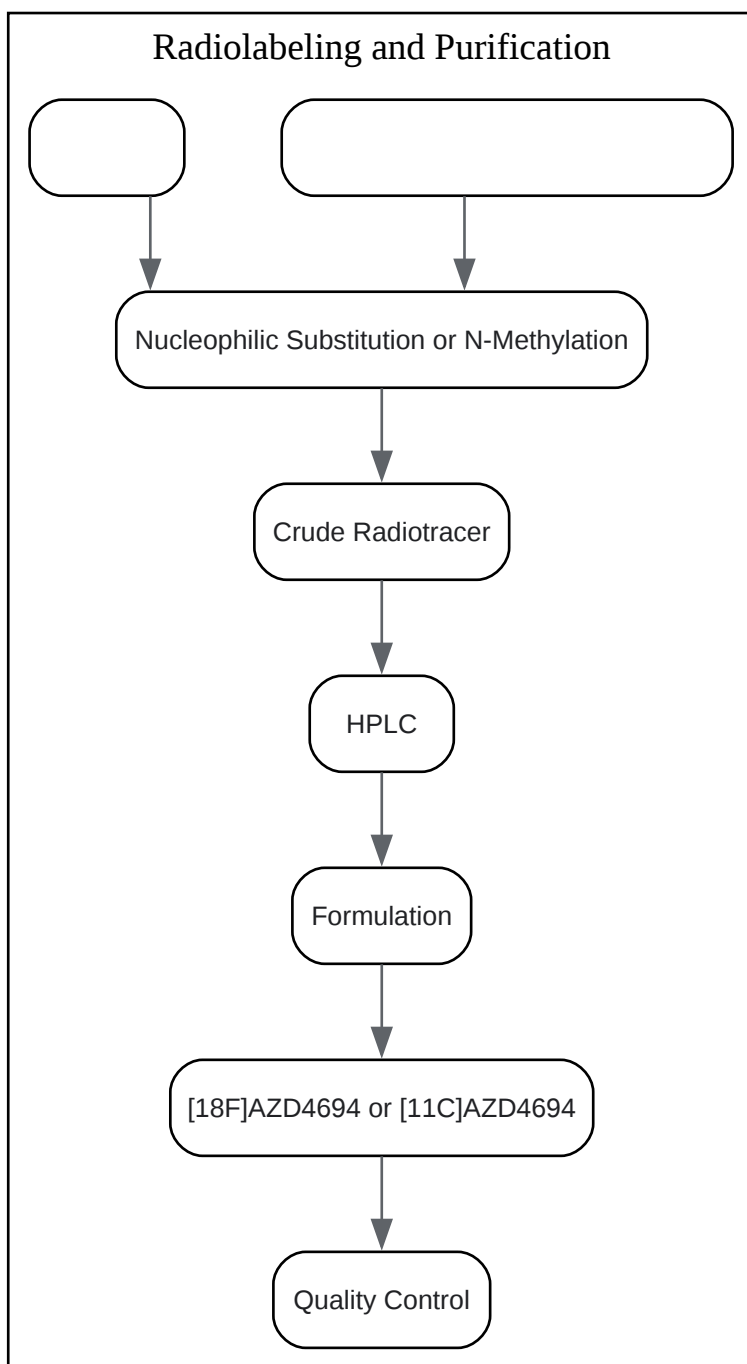 Radiolabeling and Purification
Nucleophilic Substitution or N-Methylation
Crude Radiotracer
HPLC
Formulation
[18F]AZD4694 or [11C]AZD4694
Quality Control